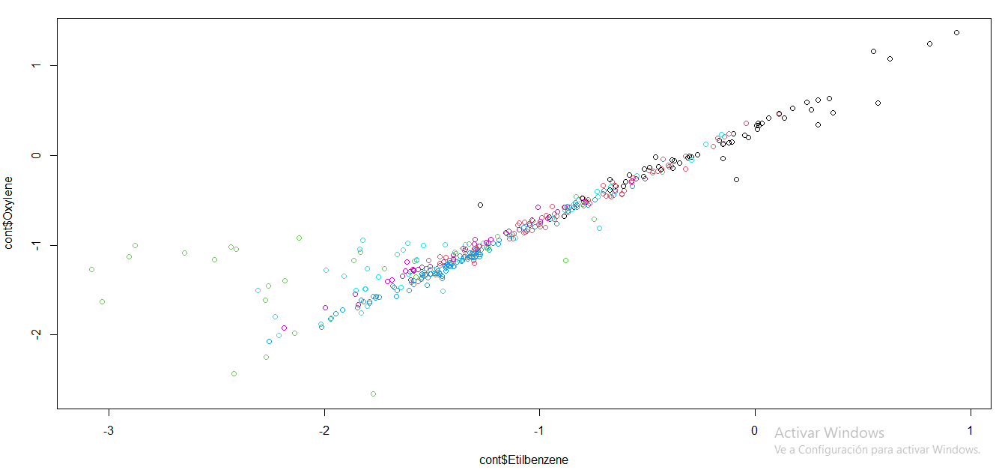 1
0
-1
-2
cont$Oxylene
-3
-2
-1
0
1
cont$Etilbenzene
Activar Windows
Ve a Configuración para activar Windows.